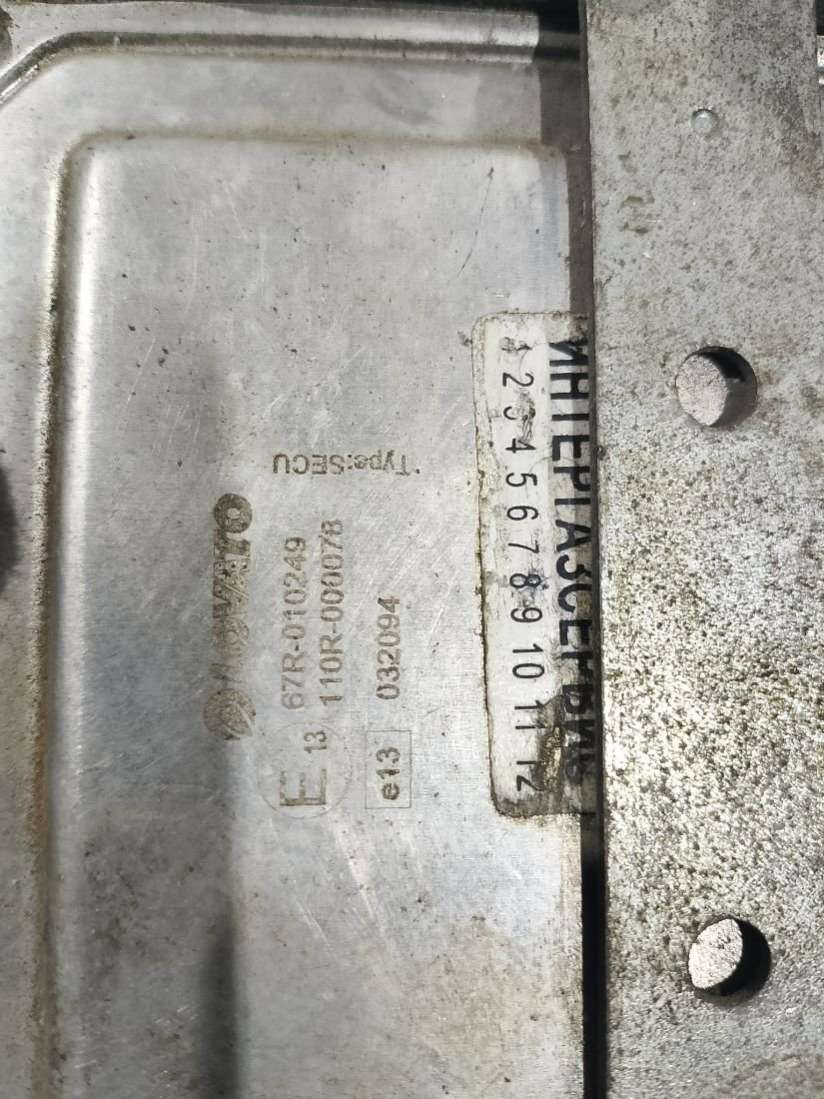 LOVATO
E 13 67R-010249
110R-000078
Type:SECU
e13 032094
1 2 3 4 5 6 7 8 9 10 11 12
ИНТЕРГАЗСЕРВИС